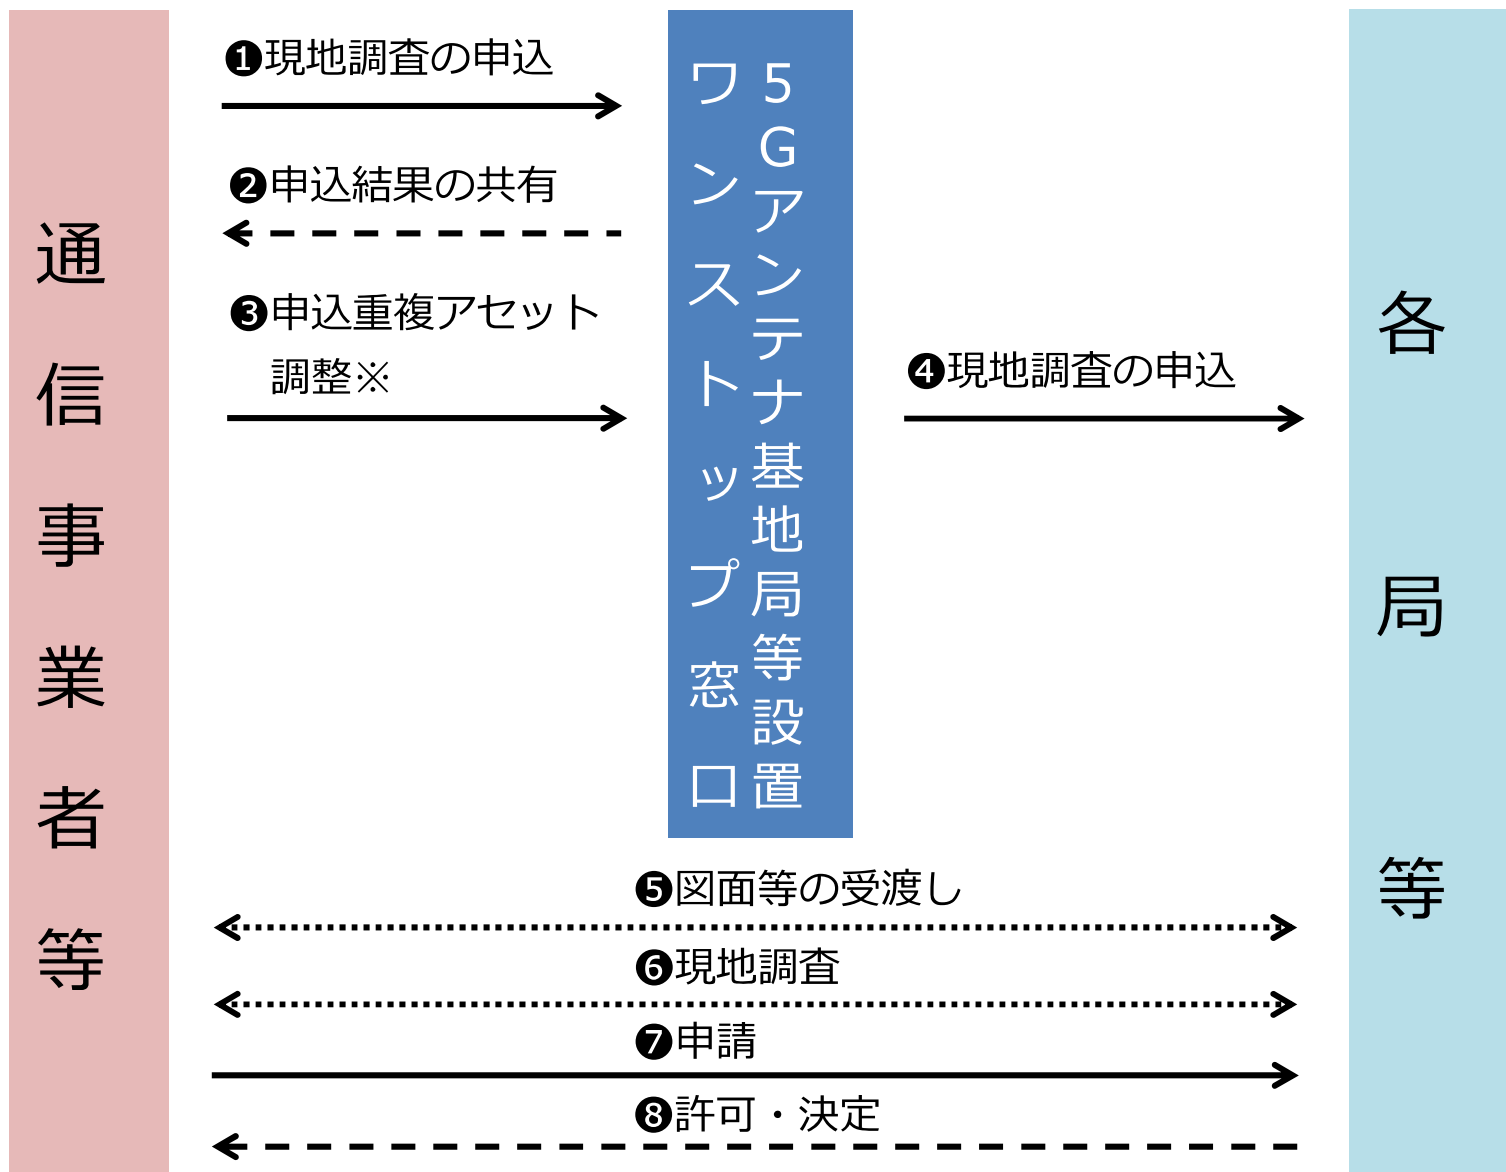 通信事業者等
❶現地調査の申込
❷申込結果の共有
❸申込重複アセット
調整※
5Gアンテナ基地局等設置
ワンストップ窓口
❹現地調査の申込
各局等
❺図面等の受渡し
❻現地調査
❼申請
❽許可・決定